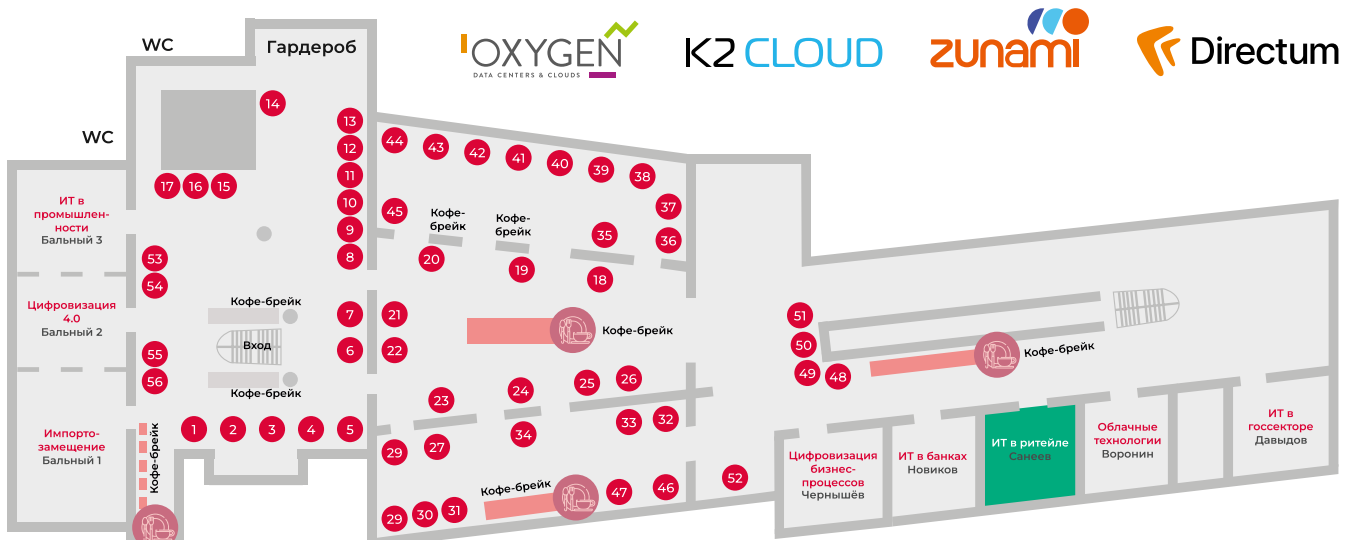 WC
Гардероб
OXYGEN
DATA CENTERS & CLOUDS
K2 CLOUD
zunami
Directum
WC
14
13
12
11
10
9
8
17
16
15
44
43
42
41
40
39
38
37
36
45
Кофе-
брейк
Кофе-
брейк
35
20
19
18
ИТ в
промышлен-
ности
Бальный 3
53
54
Цифровизация
4.0
Бальный 2
55
56
Импорто-
замещение
Бальный 1
Кофе-брейк
Кофе-брейк
Вход
Кофе-брейк
7
6
21
22
Кофе-брейк
1
2
3
4
5
23
24
25
26
29
27
34
33
32
Кофе-брейк
29
30
31
47
46
52
51
50
49
48
Кофе-брейк
Цифровизация
бизнес-
процессов
Чернышёв
ИТ в банках
Новиков
ИТ в ритейле
Санеев
Облачные
технологии
Воронин
ИТ в
госсекторе
Давыдов